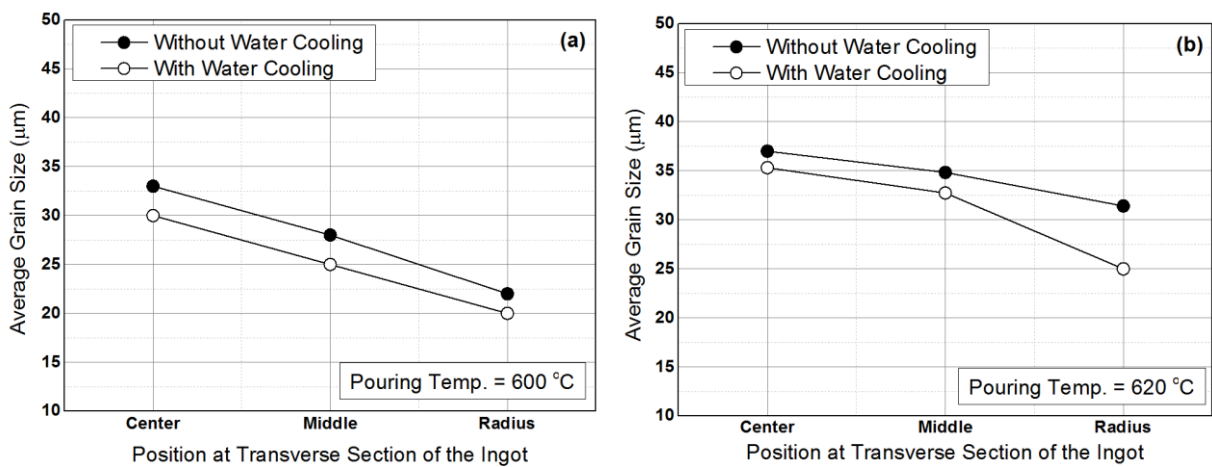 50
45
40
35
30
25
20
15
10
Average Grain Size (μm)
Without Water Cooling
With Water Cooling
(a)
Pouring Temp. = 600 °C
Center Middle Radius
Position at Transverse Section of the Ingot
50
45
40
35
30
25
20
15
10
Average Grain Size (μm)
Without Water Cooling
With Water Cooling
(b)
Pouring Temp. = 620 °C
Center Middle Radius
Position at Transverse Section of the Ingot